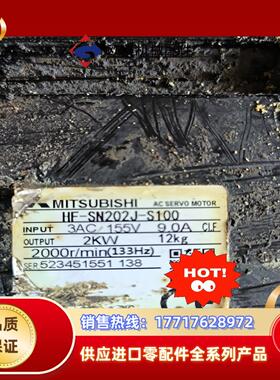 MITSUBISHI AC SERVO MOTOR
HF-SN202J-S100
INPUT 3AC/155V 9.0A CLF
OUTPUT 2KW 12kg
2000r/min(133Hz)
SER 523451551 138
HOT!
品质
保证
销售热线: 17717628972
供应进口零配件全系列产品